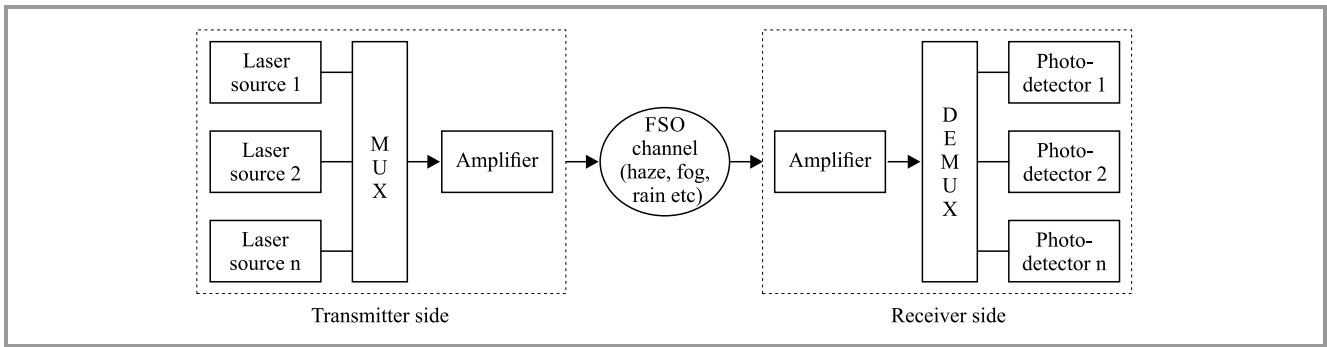 Laser
source 1
Laser
source 2
Laser
source n
M
U
X
Amplifier
Transmitter side
FSO
channel
(haze, fog,
rain etc)
Amplifier
D
E
M
U
X
Photo-
detector 1
Photo-
detector 2
Photo-
detector n
Receiver side